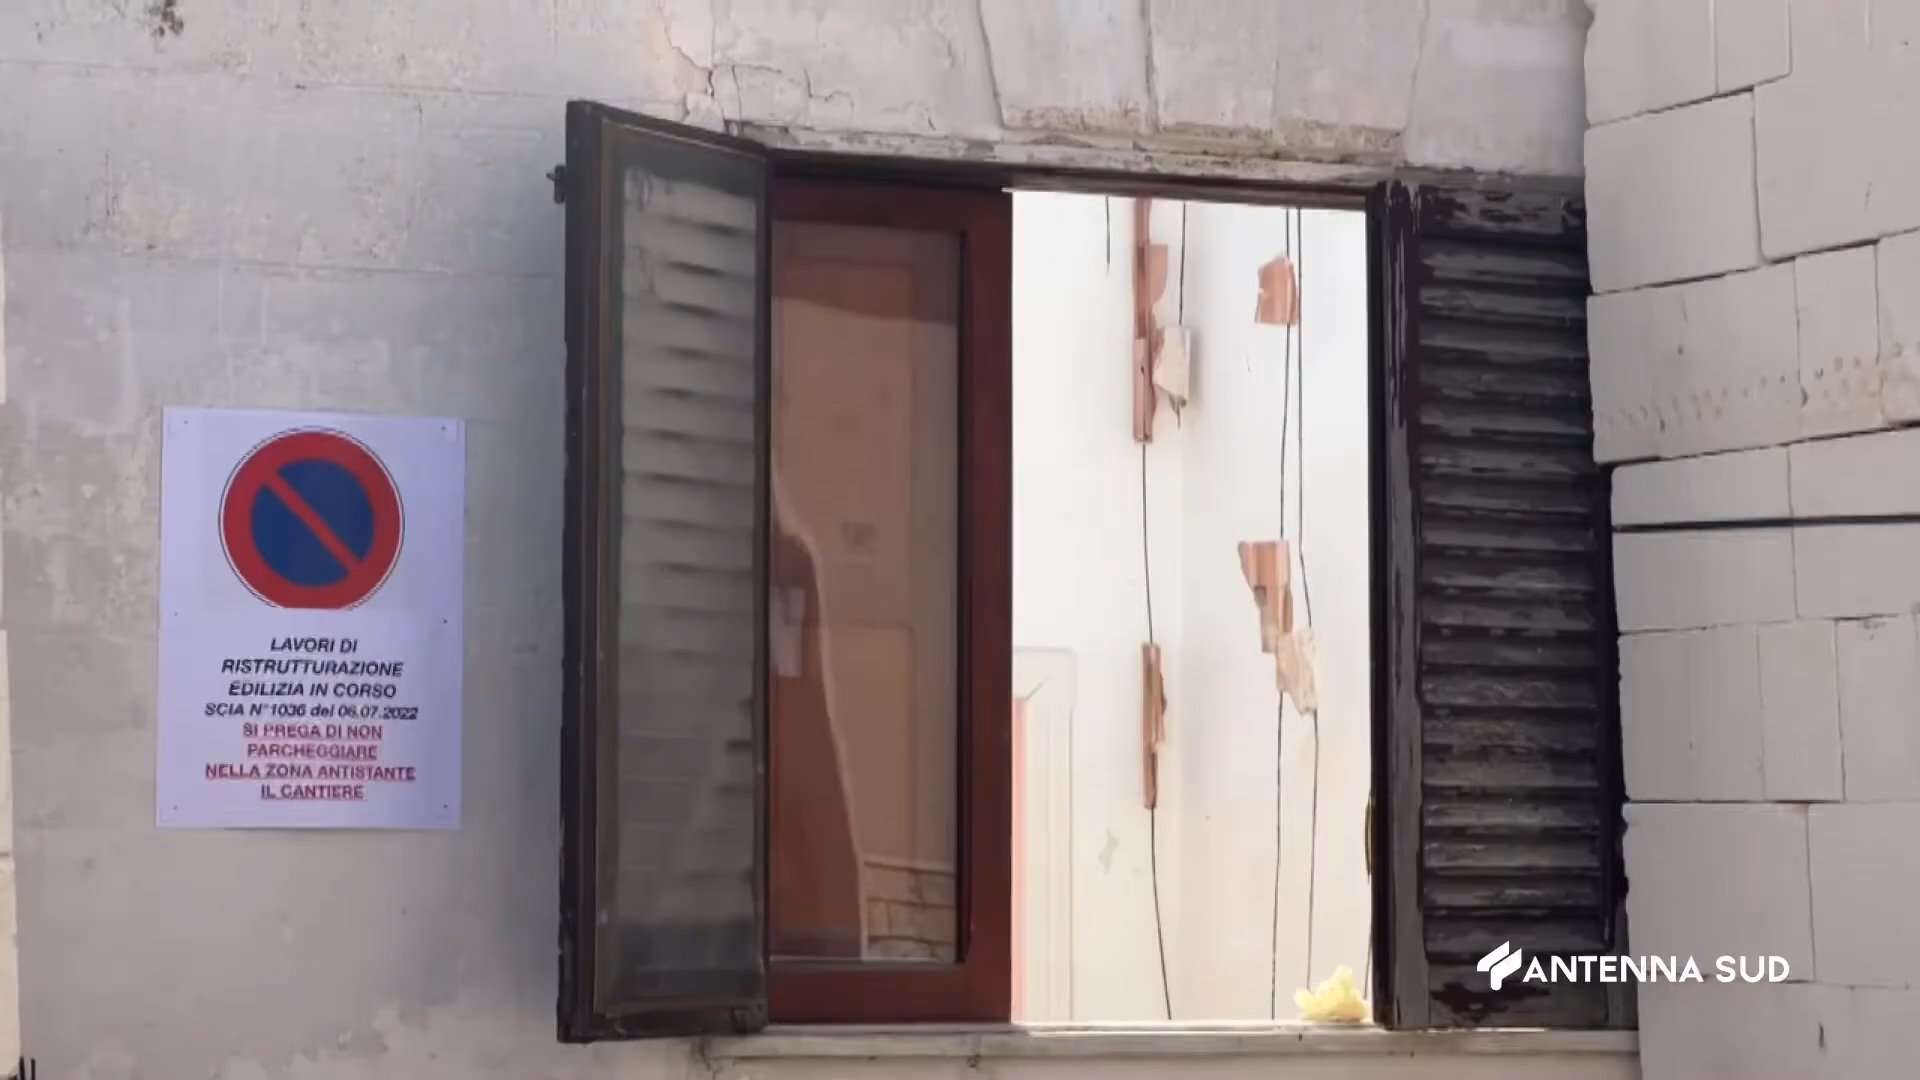 LAVORI DI
RISTRUTTURAZIONE
EDILIZIA IN CORSO
SCIA N°1036 del 06.07.2022
SI PREGA DI NON
PARCHEGGIARE
NELLA ZONA ANTISTANTE
IL CANTIERE
ANTENNA SUD